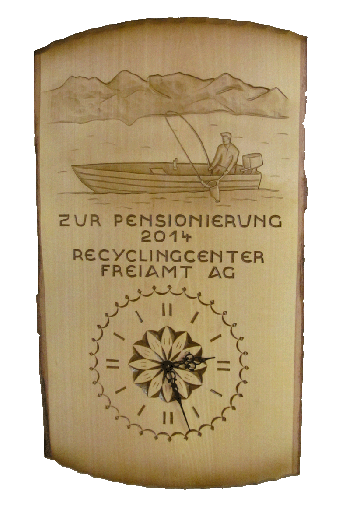 ZUR PENSIONIERUNG
2014
RECYCLINGCENTER
FREIAMT AG